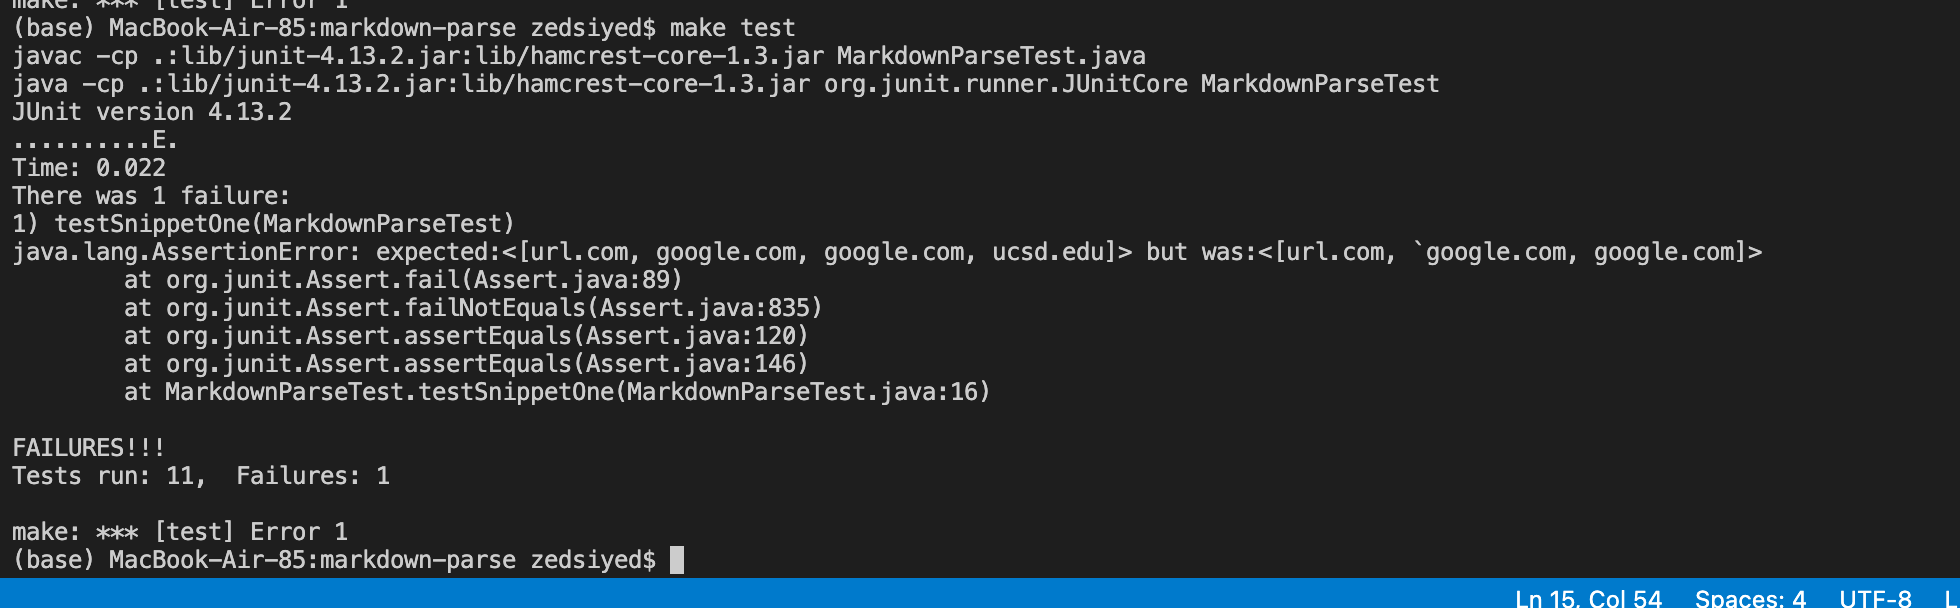 make: *** [test] Error 1
(base) MacBook-Air-85:markdown-parse zedsiyed$ make test
javac -cp .:lib/junit-4.13.2.jar:lib/hamcrest-core-1.3.jar MarkdownParseTest.java
java -cp .:lib/junit-4.13.2.jar:lib/hamcrest-core-1.3.jar org.junit.runner.JUnitCore MarkdownParseTest
JUnit version 4.13.2
..........E.
Time: 0.022
There was 1 failure:
1) testSnippetOne(MarkdownParseTest)
java.lang.AssertionError: expected:<[url.com, google.com, google.com, ucsd.edu]> but was:<[url.com, `google.com, google.com]>
        at org.junit.Assert.fail(Assert.java:89)
        at org.junit.Assert.failNotEquals(Assert.java:835)
        at org.junit.Assert.assertEquals(Assert.java:120)
        at org.junit.Assert.assertEquals(Assert.java:146)
        at MarkdownParseTest.testSnippetOne(MarkdownParseTest.java:16)
FAILURES!!!
Tests run: 11,  Failures: 1
make: *** [test] Error 1
(base) MacBook-Air-85:markdown-parse zedsiyed$
Ln 15, Col 54 Spaces: 4 UTF-8 L